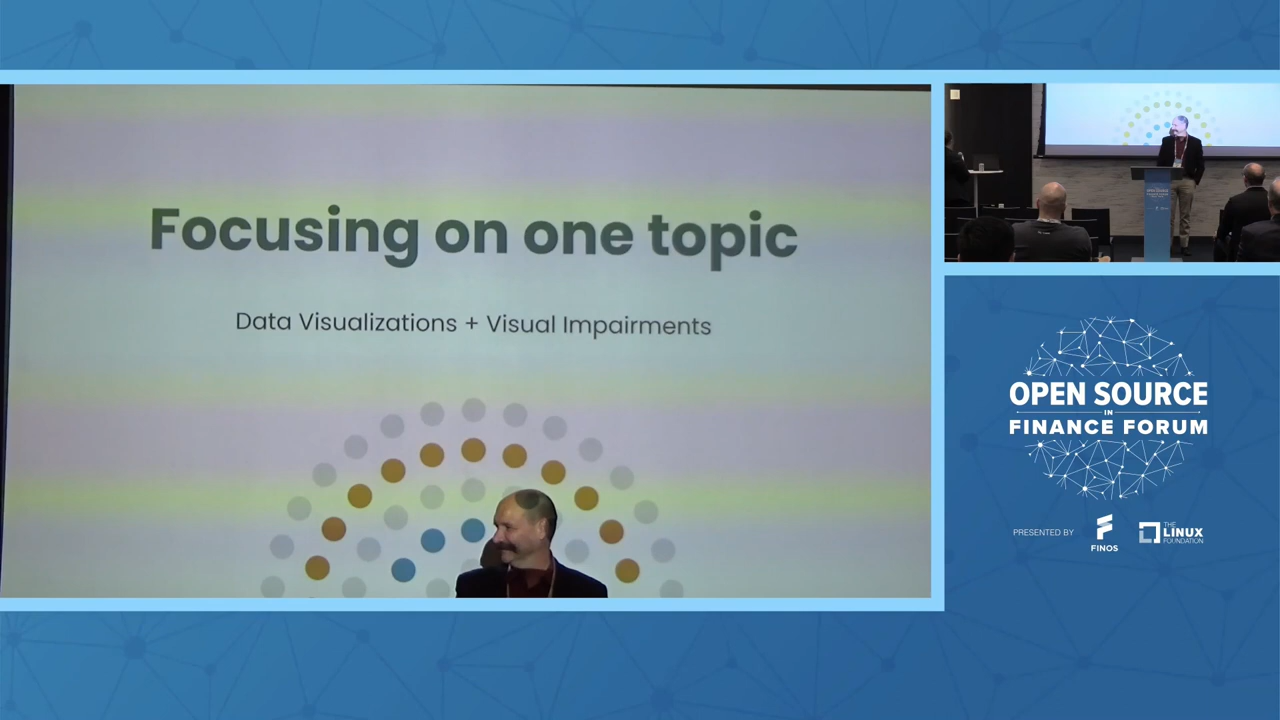 Focusing on one topic
Data Visualizations + Visual Impairments
OPEN SOURCE
IN
FINANCE FORUM
PRESENTED BY
FINOS
THE
LINUX
FOUNDATION